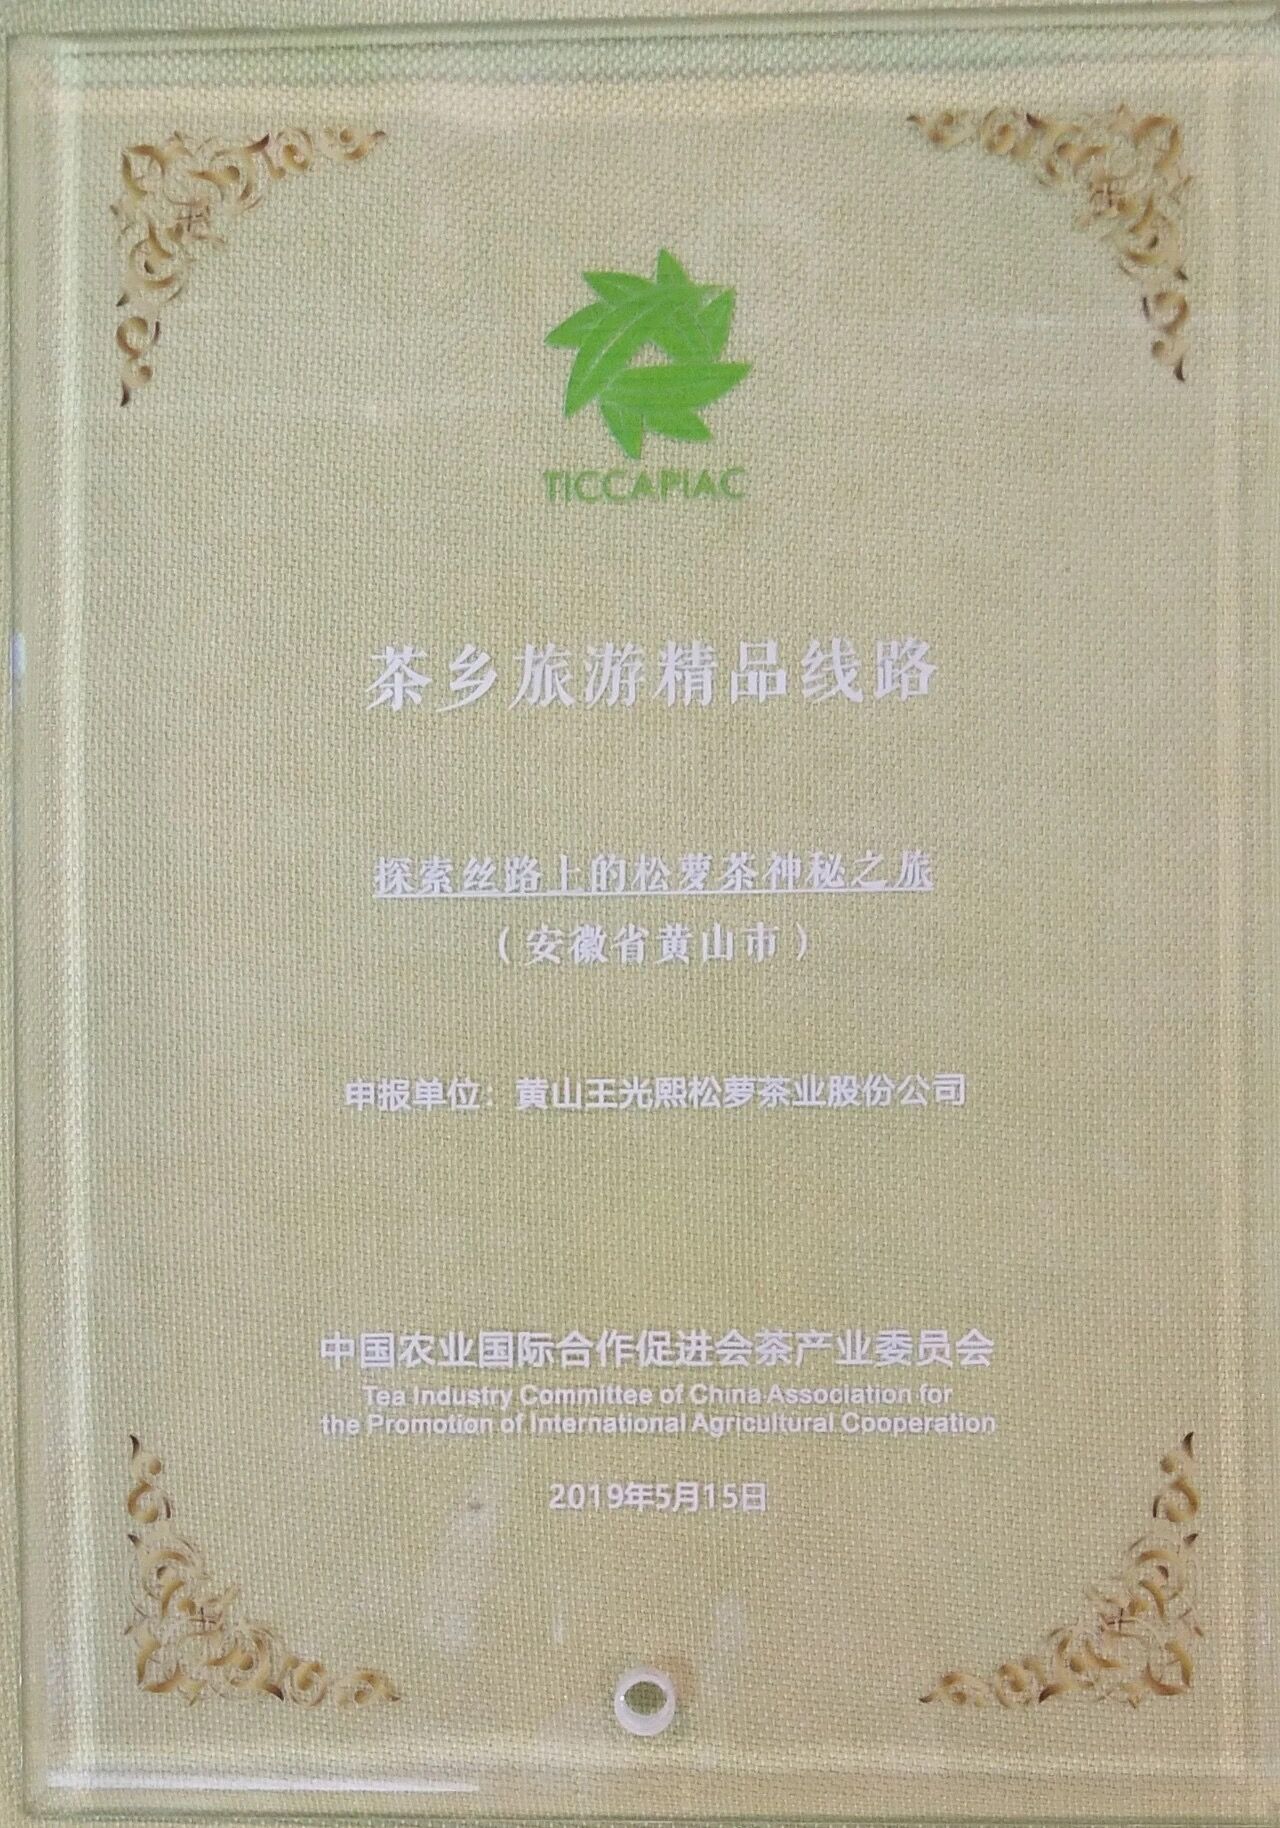 TICCAPIAC
茶乡旅游精品线路
探索丝路上的松萝茶神秘之旅
（安徽省黄山市）
申报单位：黄山王光熙松萝茶业股份公司
中国农业国际合作促进会茶产业委员会
Tea Industry Committee of China Association for
the Promotion of International Agricultural Cooperation
2019年5月15日